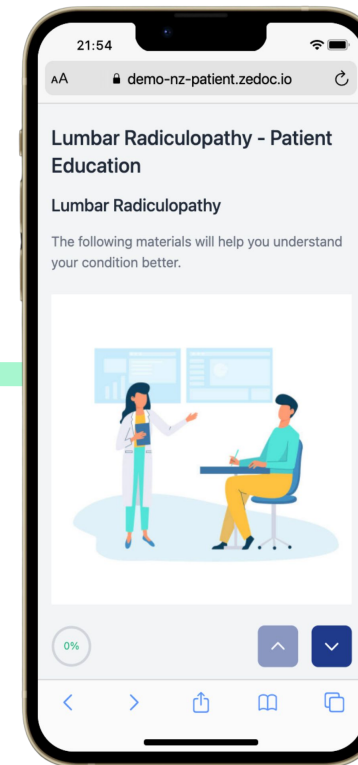 21:54
AA demo-nz-patient.zedoc.io
Lumbar Radiculopathy - Patient
Education
Lumbar Radiculopathy
The following materials will help you understand
your condition better.
0%